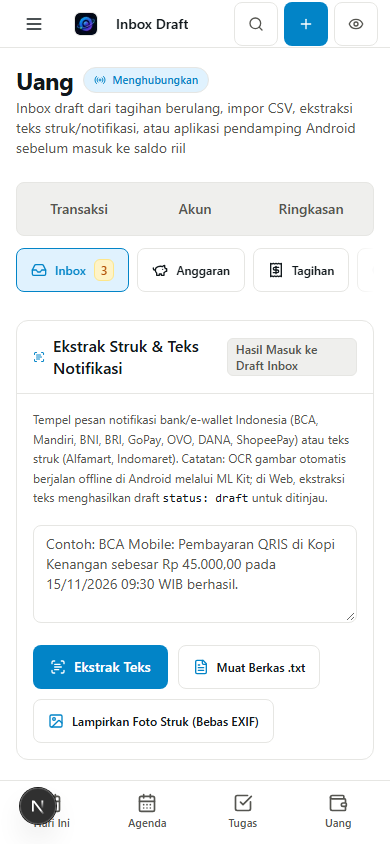 Inbox Draft
Uang
Menghubungkan
Inbox draft dari tagihan berulang, impor CSV, ekstraksi
teks struk/notifikasi, atau aplikasi pendamping Android
sebelum masuk ke saldo riil
Transaksi Akun Ringkasan
Inbox 3 Anggaran Tagihan
Ekstrak Struk & Teks
Notifikasi
Hasil Masuk ke
Draft Inbox
Tempel pesan notifikasi bank/e-wallet Indonesia (BCA,
Mandiri, BNI, BRI, GoPay, OVO, DANA, ShopeePay) atau teks
struk (Alfamart, Indomaret). Catatan: OCR gambar otomatis
berjalan offline di Android melalui ML Kit; di Web, ekstraksi
teks menghasilkan draft status: draft untuk ditinjau.
Contoh: BCA Mobile: Pembayaran QRIS di Kopi
Kenangan sebesar Rp 45.000,00 pada
15/11/2026 09:30 WIB berhasil.
Ekstrak Teks Muat Berkas .txt
Lampirkan Foto Struk (Bebas EXIF)
N
Ini Agenda Tugas Uang